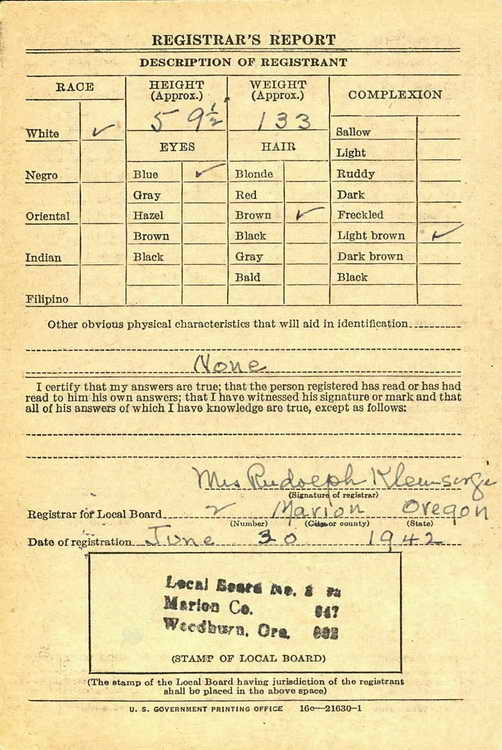 REGISTRAR'S REPORT
DESCRIPTION OF REGISTRANT
RACE
HEIGHT
(Approx.)
WEIGHT
(Approx.)
COMPLEXION
5 9½
133
White ✓
EYES
HAIR
Sallow
Light
Negro
Blue ✓
Blonde
Ruddy
Gray
Red
Dark
Oriental
Hazel
Brown ✓
Freckled
Brown
Black
Light brown ✓
Indian
Black
Gray
Dark brown
Bald
Black
Filipino
Other obvious physical characteristics that will aid in identification
None
I certify that my answers are true; that the person registered has read or has had
read to him his own answers; that I have witnessed his signature or mark and that
all of his answers of which I have knowledge are true, except as follows:
Mrs Rudolph
(Signature of registrar)
Registrar for Local Board 2 Marion Oregon
(Number) (City or county) (State)
Date of registration June 30 1942
Local Board No. 2
Marion Co. 047
Woodburn, Ore. 002
(STAMP OF LOCAL BOARD)
(The stamp of the Local Board having jurisdiction of the registrant
shall be placed in the above space)
U. S. GOVERNMENT PRINTING OFFICE 16c—21630-1